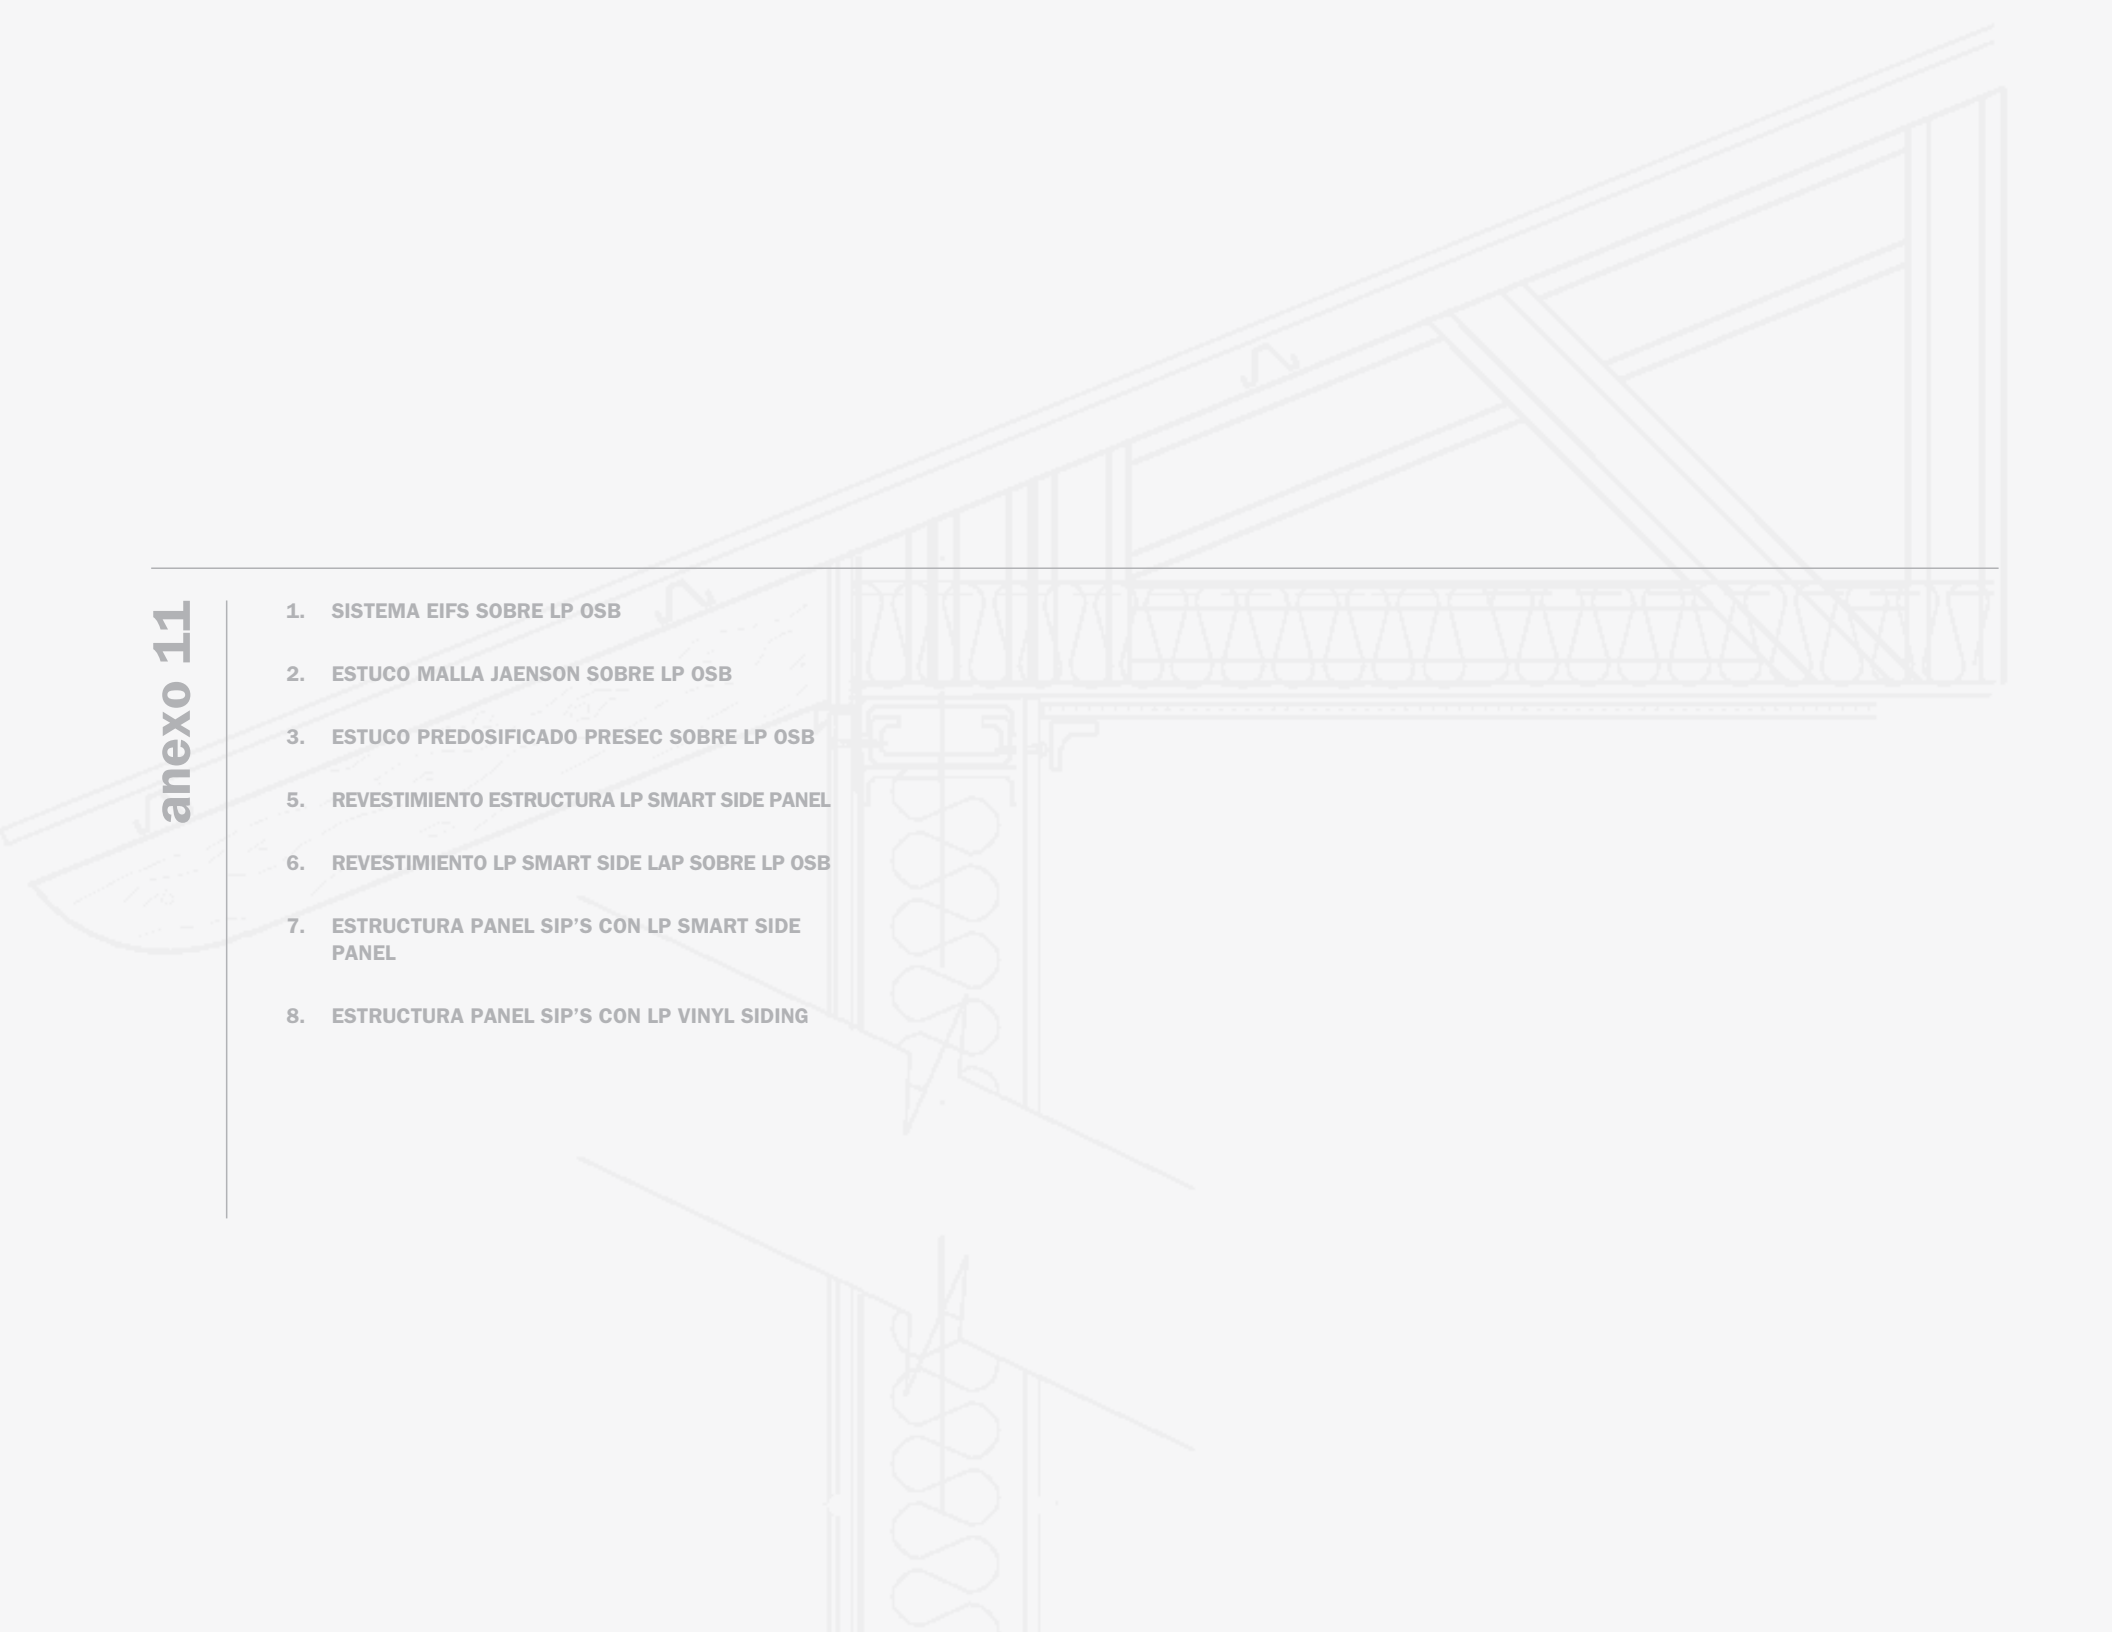 anexo 11
1. SISTEMA EIFS SOBRE LP OSB
2. ESTUCO MALLA JAENSON SOBRE LP OSB
3. ESTUCO PREDOSIFICADO PRESEC SOBRE LP OSB
5. REVESTIMIENTO ESTRUCTURA LP SMART SIDE PANEL
6. REVESTIMIENTO LP SMART SIDE LAP SOBRE LP OSB
7. ESTRUCTURA PANEL SIP’S CON LP SMART SIDE
PANEL
8. ESTRUCTURA PANEL SIP’S CON LP VINYL SIDING